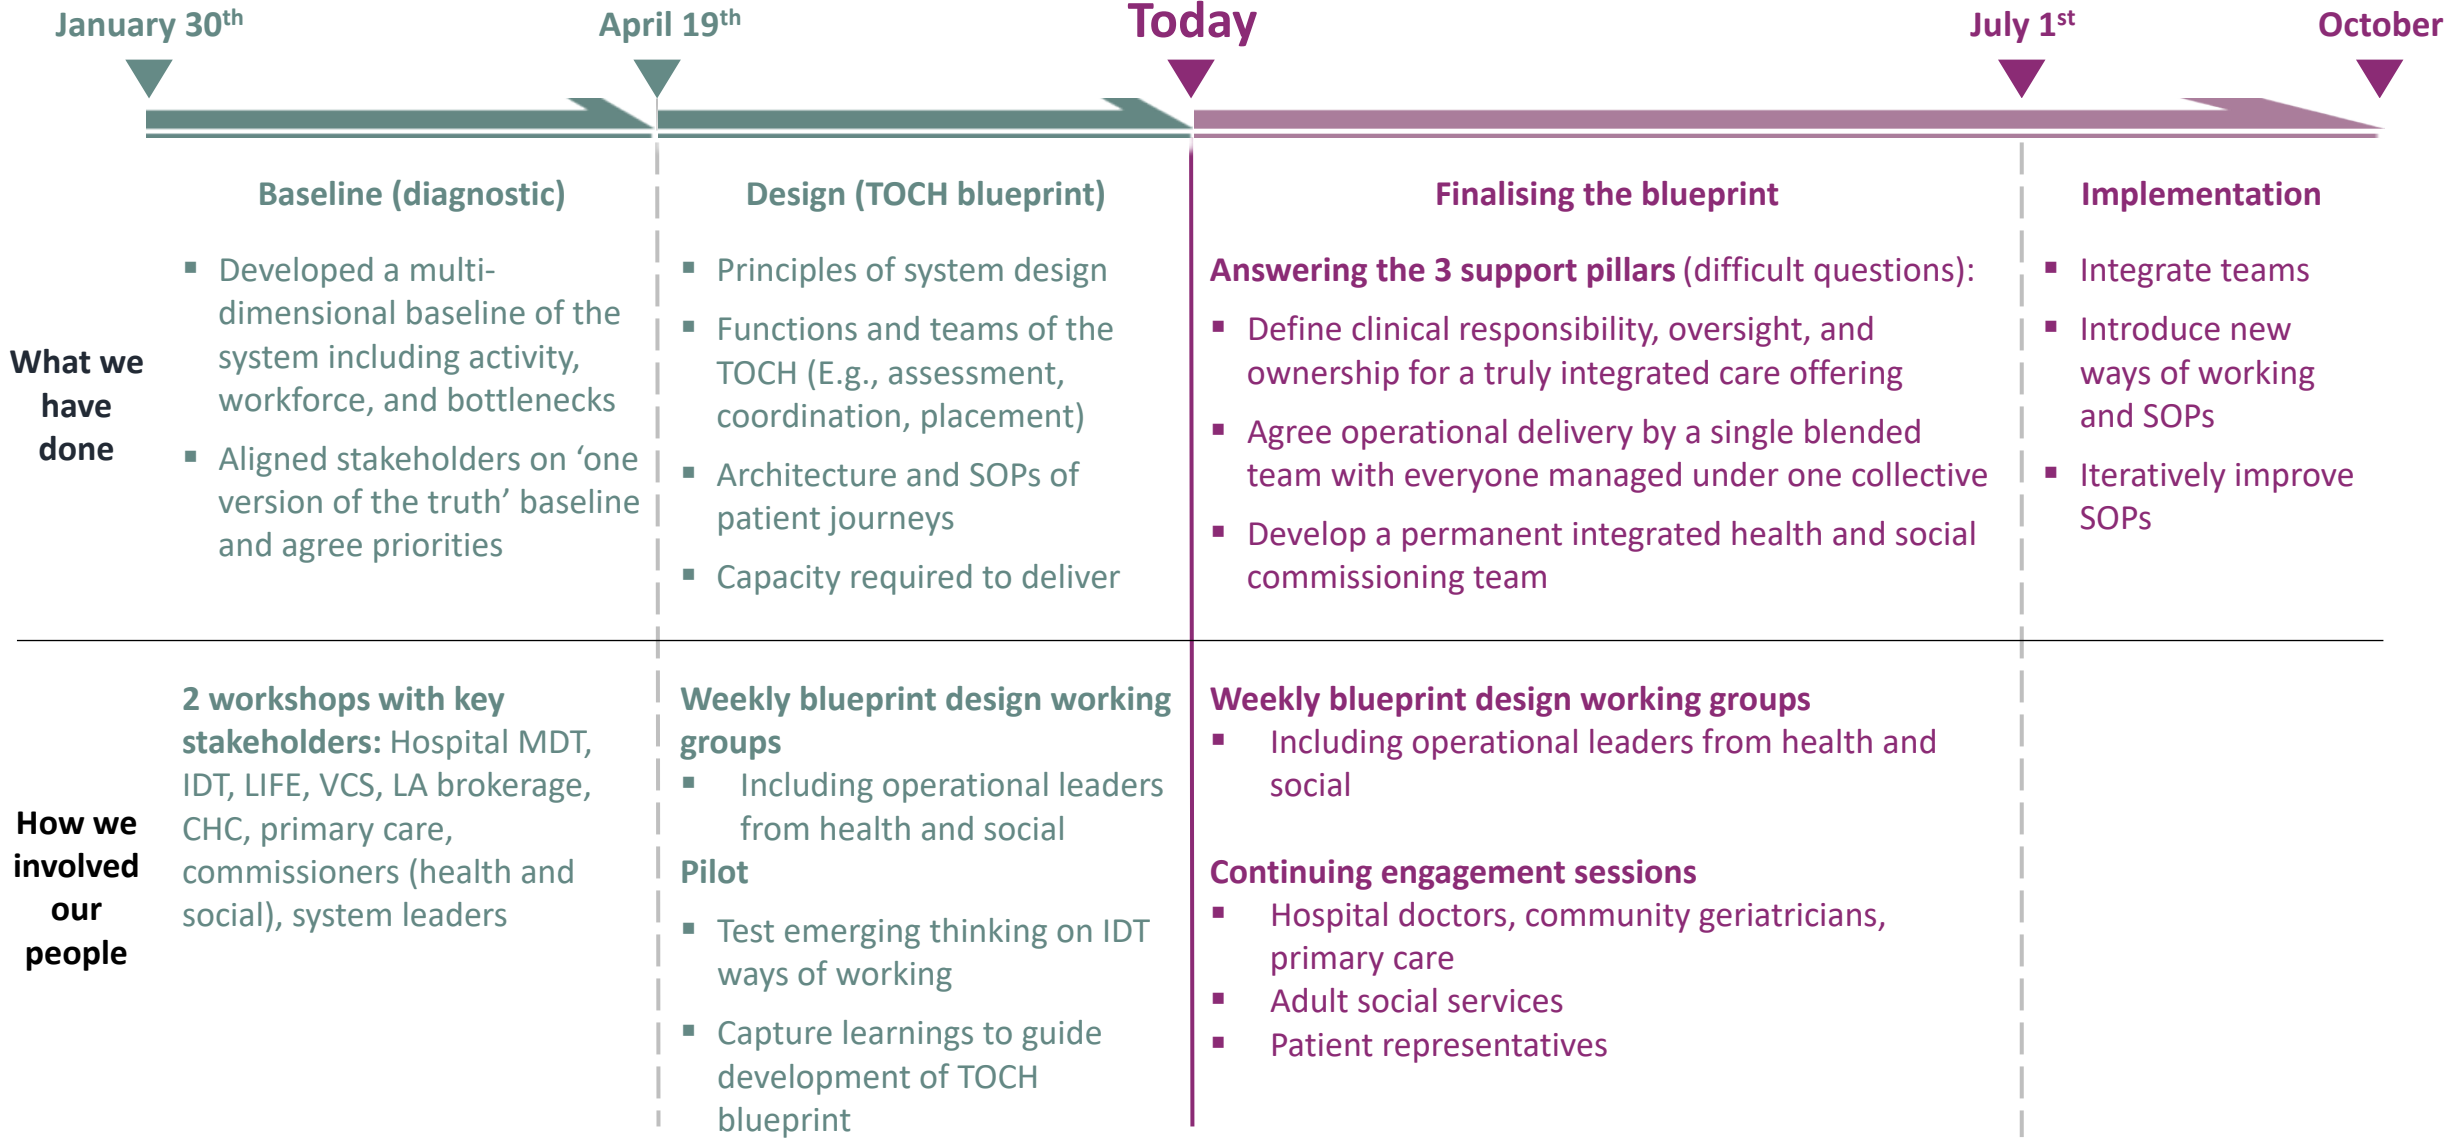 January 30th
April 19th
Today
July 1st
October
Baseline (diagnostic)
Design (TOCH blueprint)
Finalising the blueprint
Implementation
What we
have
done
▪ Developed a multi-
dimensional baseline of the
system including activity,
workforce, and bottlenecks
▪ Aligned stakeholders on ‘one
version of the truth’ baseline
and agree priorities
▪ Principles of system design
▪ Functions and teams of the
TOCH (E.g., assessment,
coordination, placement)
▪ Architecture and SOPs of
patient journeys
▪ Capacity required to deliver
Answering the 3 support pillars (difficult questions):
▪ Define clinical responsibility, oversight, and
ownership for a truly integrated care offering
▪ Agree operational delivery by a single blended
team with everyone managed under one collective
▪ Develop a permanent integrated health and social
commissioning team
▪ Integrate teams
▪ Introduce new
ways of working
and SOPs
▪ Iteratively improve
SOPs
How we
involved
our
people
2 workshops with key
stakeholders: Hospital MDT,
IDT, LIFE, VCS, LA brokerage,
CHC, primary care,
commissioners (health and
social), system leaders
Weekly blueprint design working
groups
▪ Including operational leaders
from health and social
Pilot
▪ Test emerging thinking on IDT
ways of working
▪ Capture learnings to guide
development of TOCH
blueprint
Weekly blueprint design working groups
▪ Including operational leaders from health and
social
Continuing engagement sessions
▪ Hospital doctors, community geriatricians,
primary care
▪ Adult social services
▪ Patient representatives